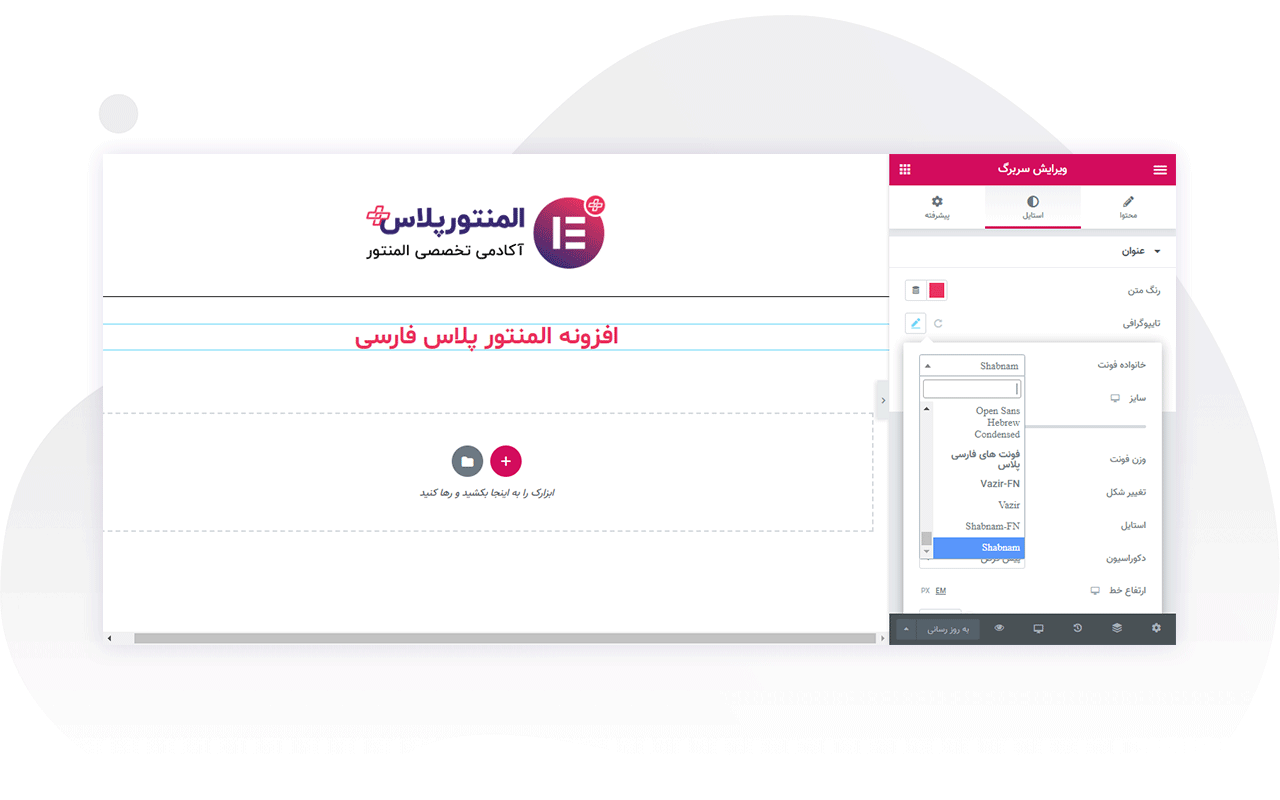 ویرایش سربرگ
محتوا
استایل
پیشرفته
عنوان
رنگ متن
تایپوگرافی
خانواده فونت
Shabnam
سایز
Open Sans
Hebrew
Condensed
فونت های فارسی
پلاس
Vazir-FN
Vazir
Shabnam-FN
Shabnam
وزن فونت
تغییر شکل
استایل
دکوراسیون
ارتفاع خط
PX EM
به روز رسانی
المنتورپلاس
آکادمی تخصصی المنتور
افزونه المنتور پلاس فارسی
ابزارک را به اینجا بکشید و رها کنید